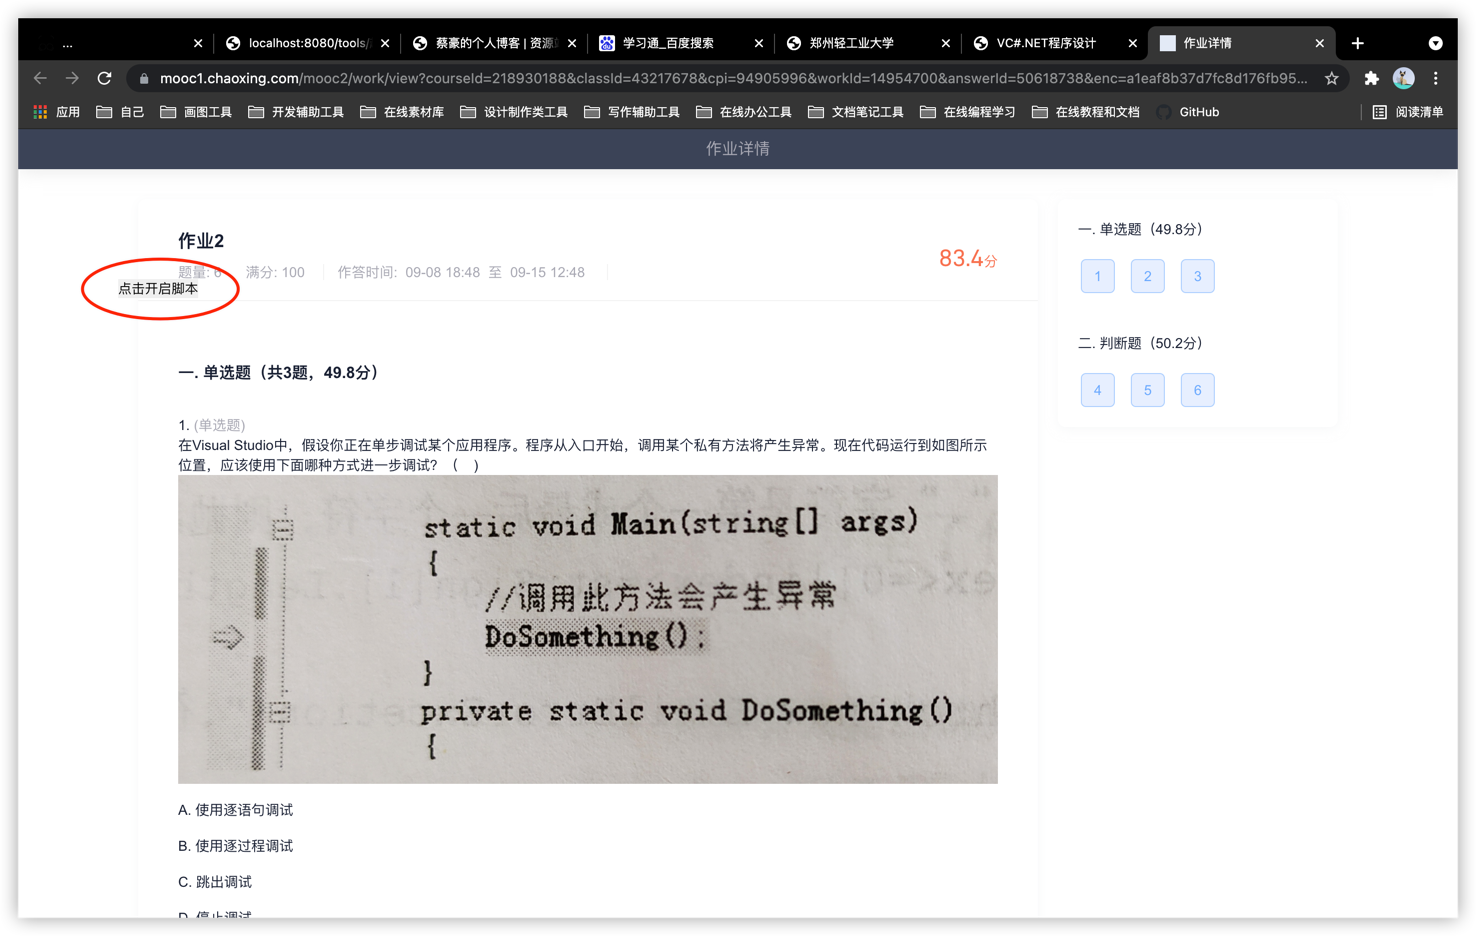 ...
localhost:8080/tools/
蔡豪的个人博客 | 资源
学习通_百度搜索
郑州轻工业大学
VC#.NET程序设计
作业详情
mooc1.chaoxing.com/mooc2/work/view?courseId=218930188&classId=43217678&cpi=94905996&workId=14954700&answerId=50618738&enc=a1eaf8b37d7fc8d176fb95...
应用
自己
画图工具
开发辅助工具
在线素材库
设计制作类工具
写作辅助工具
在线办公工具
文档笔记工具
在线编程学习
在线教程和文档
GitHub
阅读清单
作业详情
作业2
题量: 6
满分: 100
作答时间: 09-08 18:48 至 09-15 12:48
83.4分
点击开启脚本
一. 单选题（共3题，49.8分）
1. (单选题)
在Visual Studio中，假设你正在单步调试某个应用程序。程序从入口开始，调用某个私有方法将产生异常。现在代码运行到如图所示
位置，应该使用下面哪种方式进一步调试？（ ）
static void Main(string[] args)
{
//调用此方法会产生异常
DoSomething();
}
private static void DoSomething()
{
A. 使用逐语句调试
B. 使用逐过程调试
C. 跳出调试
D. 停止调试
一. 单选题（49.8分）
1
2
3
二. 判断题（50.2分）
4
5
6